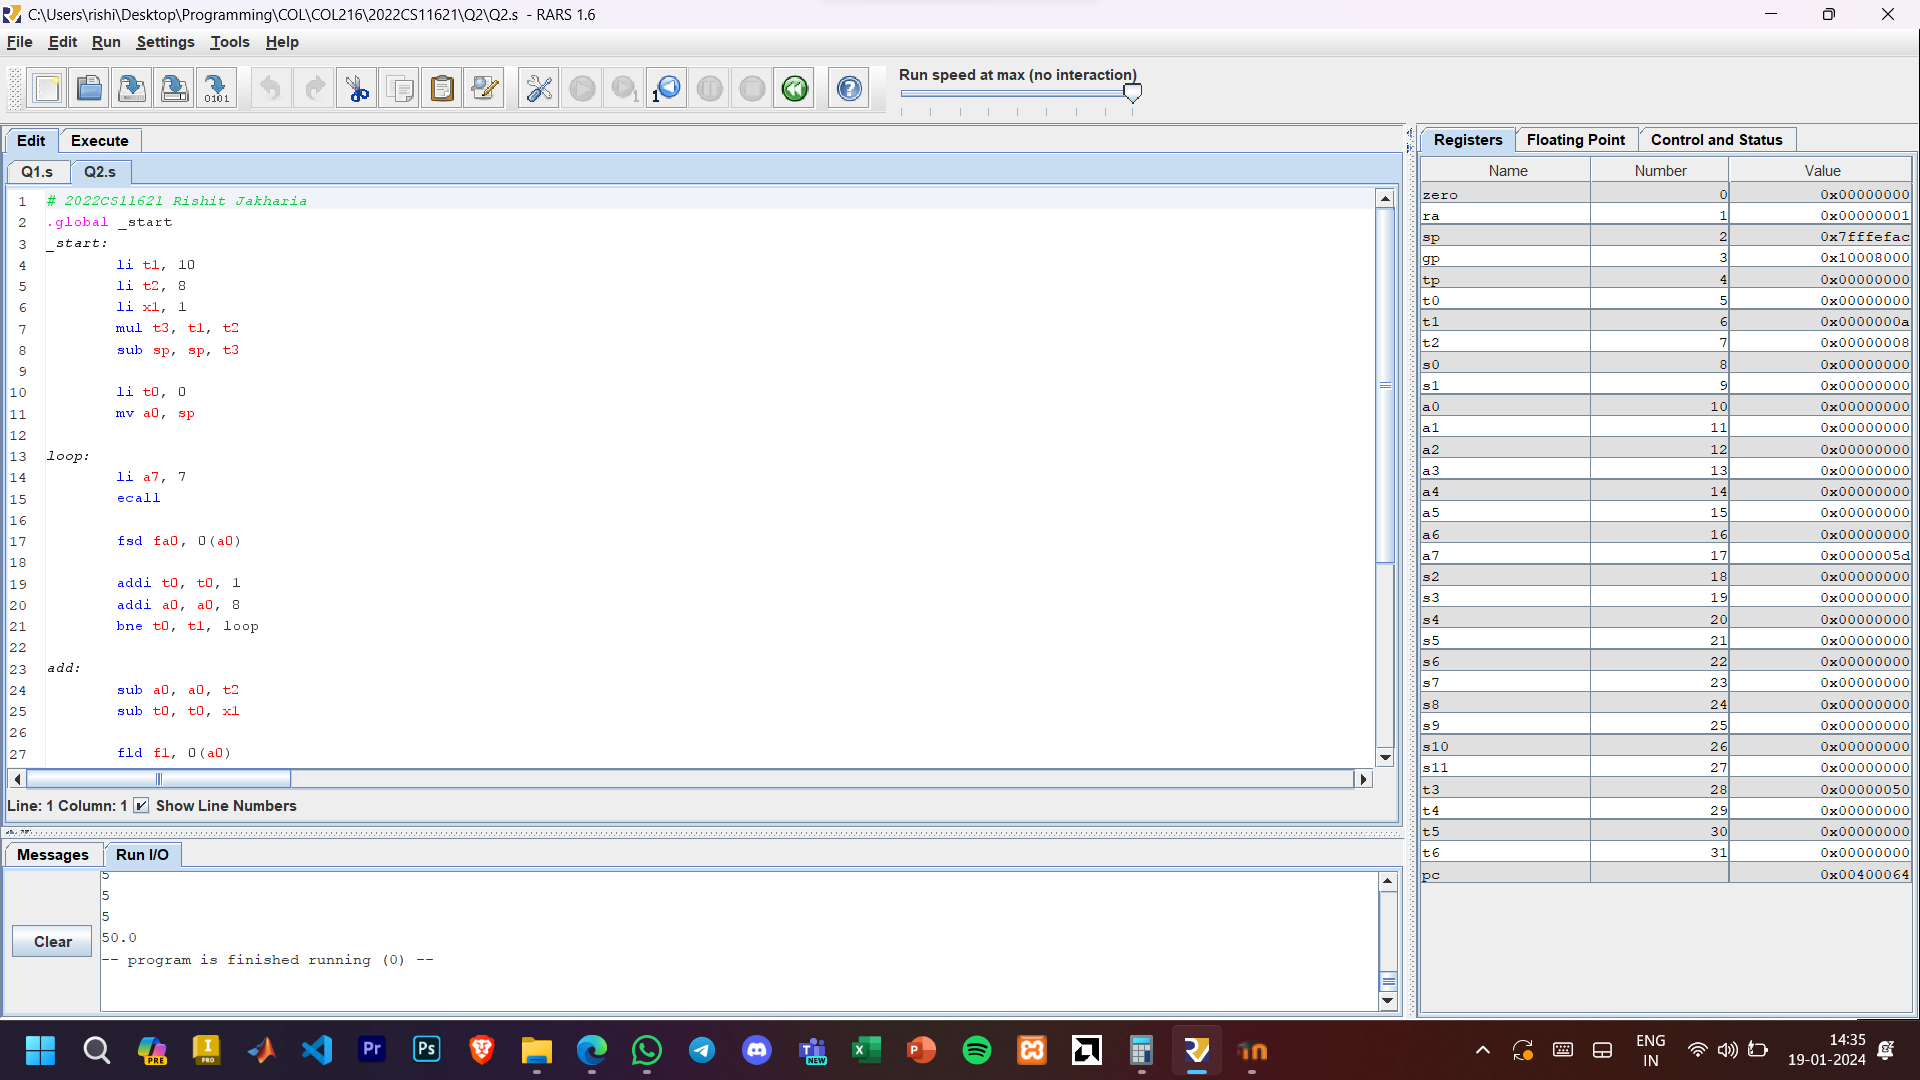 C:\Users\rishi\Desktop\Programming\COL\COL216\2022CS11621\Q2\Q2.s - RARS 1.6
File Edit Run Settings Tools Help
Run speed at max (no interaction)
Edit Execute
Q1.s Q2.s
1 # 2022CS11621 Rishit Jakharia
2 .global _start
3 _start:
4 li t1, 10
5 li t2, 8
6 li x1, 1
7 mul t3, t1, t2
8 sub sp, sp, t3
9
10 li t0, 0
11 mv a0, sp
12
13 loop:
14 li a7, 7
15 ecall
16
17 fsd fa0, 0(a0)
18
19 addi t0, t0, 1
20 addi a0, a0, 8
21 bne t0, t1, loop
22
23 add:
24 sub a0, a0, t2
25 sub t0, t0, x1
26
27 fld f1, 0(a0)
Line: 1 Column: 1 Show Line Numbers
Messages Run I/O
Clear
5
5
5
50.0
-- program is finished running (0) --
Registers Floating Point Control and Status
Name Number Value
zero 0 0x00000000
ra 1 0x00000001
sp 2 0x7fffefac
gp 3 0x10008000
tp 4 0x00000000
t0 5 0x00000000
t1 6 0x0000000a
t2 7 0x00000008
s0 8 0x00000000
s1 9 0x00000000
a0 10 0x00000000
a1 11 0x00000000
a2 12 0x00000000
a3 13 0x00000000
a4 14 0x00000000
a5 15 0x00000000
a6 16 0x00000000
a7 17 0x0000005d
s2 18 0x00000000
s3 19 0x00000000
s4 20 0x00000000
s5 21 0x00000000
s6 22 0x00000000
s7 23 0x00000000
s8 24 0x00000000
s9 25 0x00000000
s10 26 0x00000000
s11 27 0x00000000
t3 28 0x00000050
t4 29 0x00000000
t5 30 0x00000000
t6 31 0x00000000
pc 0x00400064
ENG
IN
14:35
19-01-2024